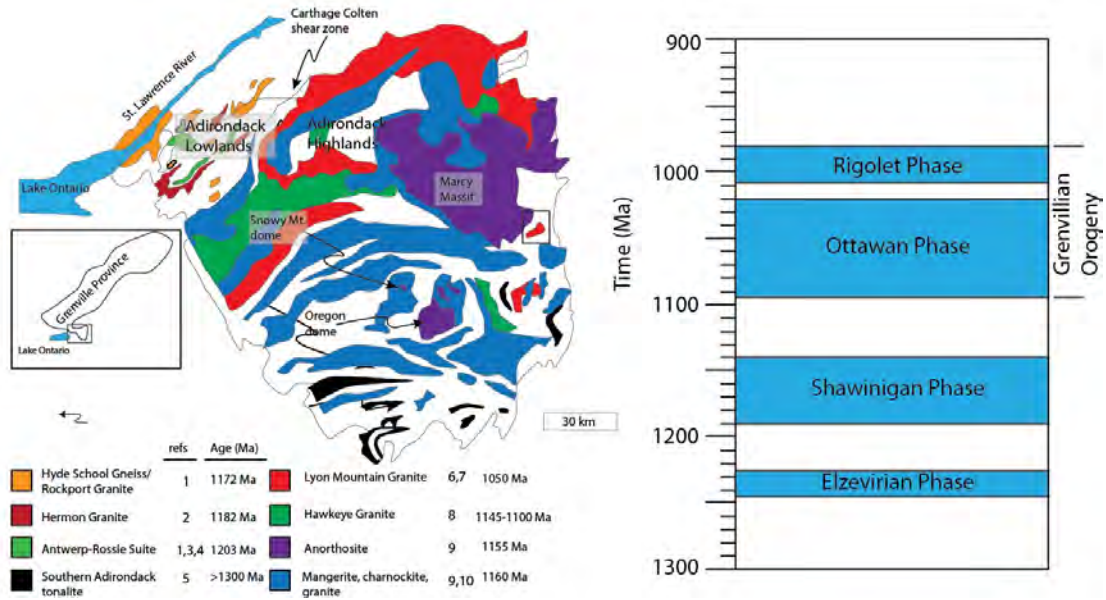 Carthage Colten
shear zone
St. Lawrence River
Adirondack
Lowlands
Adirondack
Highlands
Lake Ontario
Marcy
Massif
Snowy Mt.
dome
Grenville Province
Oregon
dome
Lake Ontario
30 km
refs Age (Ma)
Hyde School Gneiss/
Rockport Granite 1 1172 Ma
Hermon Granite 2 1182 Ma
Antwerp-Rossie Suite 1,3,4 1203 Ma
Southern Adirondack
tonalite 5 >1300 Ma
Lyon Mountain Granite 6,7 1050 Ma
Hawkeye Granite 8 1145-1100 Ma
Anorthosite 9 1155 Ma
Mangerite, charnockite,
granite 9,10 1160 Ma
Time (Ma)
900
1000
1100
1200
1300
Rigolet Phase
Ottawan Phase
Shawinigan Phase
Elzevirian Phase
Grenvillian
Orogeny